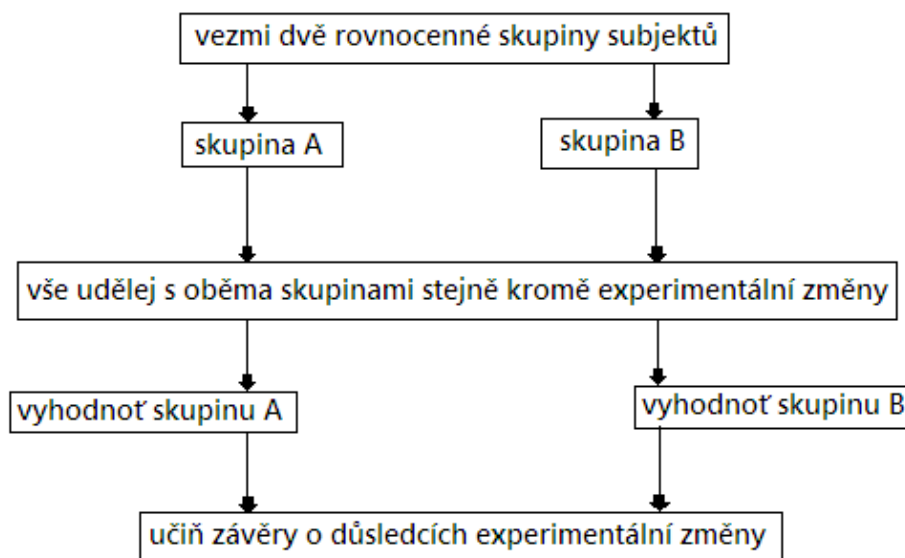 vezmi dvě rovnocenné skupiny subjektů
skupina A
skupina B
vše udělej s oběma skupinami stejně kromě experimentální změny
vyhodnoť skupinu A
vyhodnoť skupinu B
učiň závěry o důsledcích experimentální změny